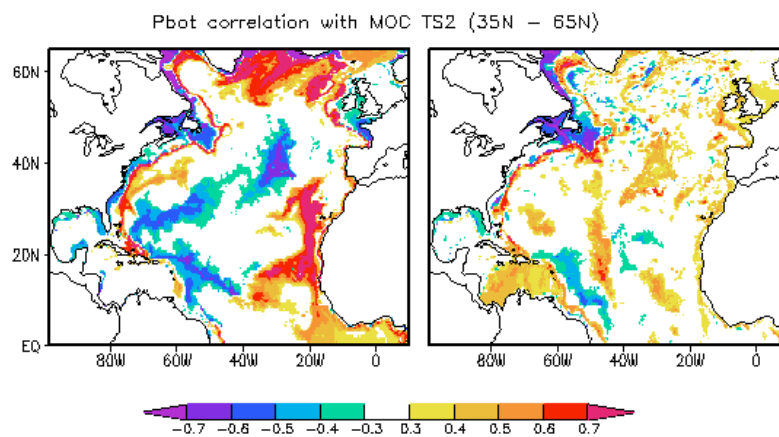 Pbot correlation with MOC TS2 (35N - 65N)
60N
40N
20N
EQ
80W 60W 40W 20W 0 80W 60W 40W 20W 0
-0.7 -0.6 -0.5 -0.4 -0.3 0.3 0.4 0.5 0.6 0.7